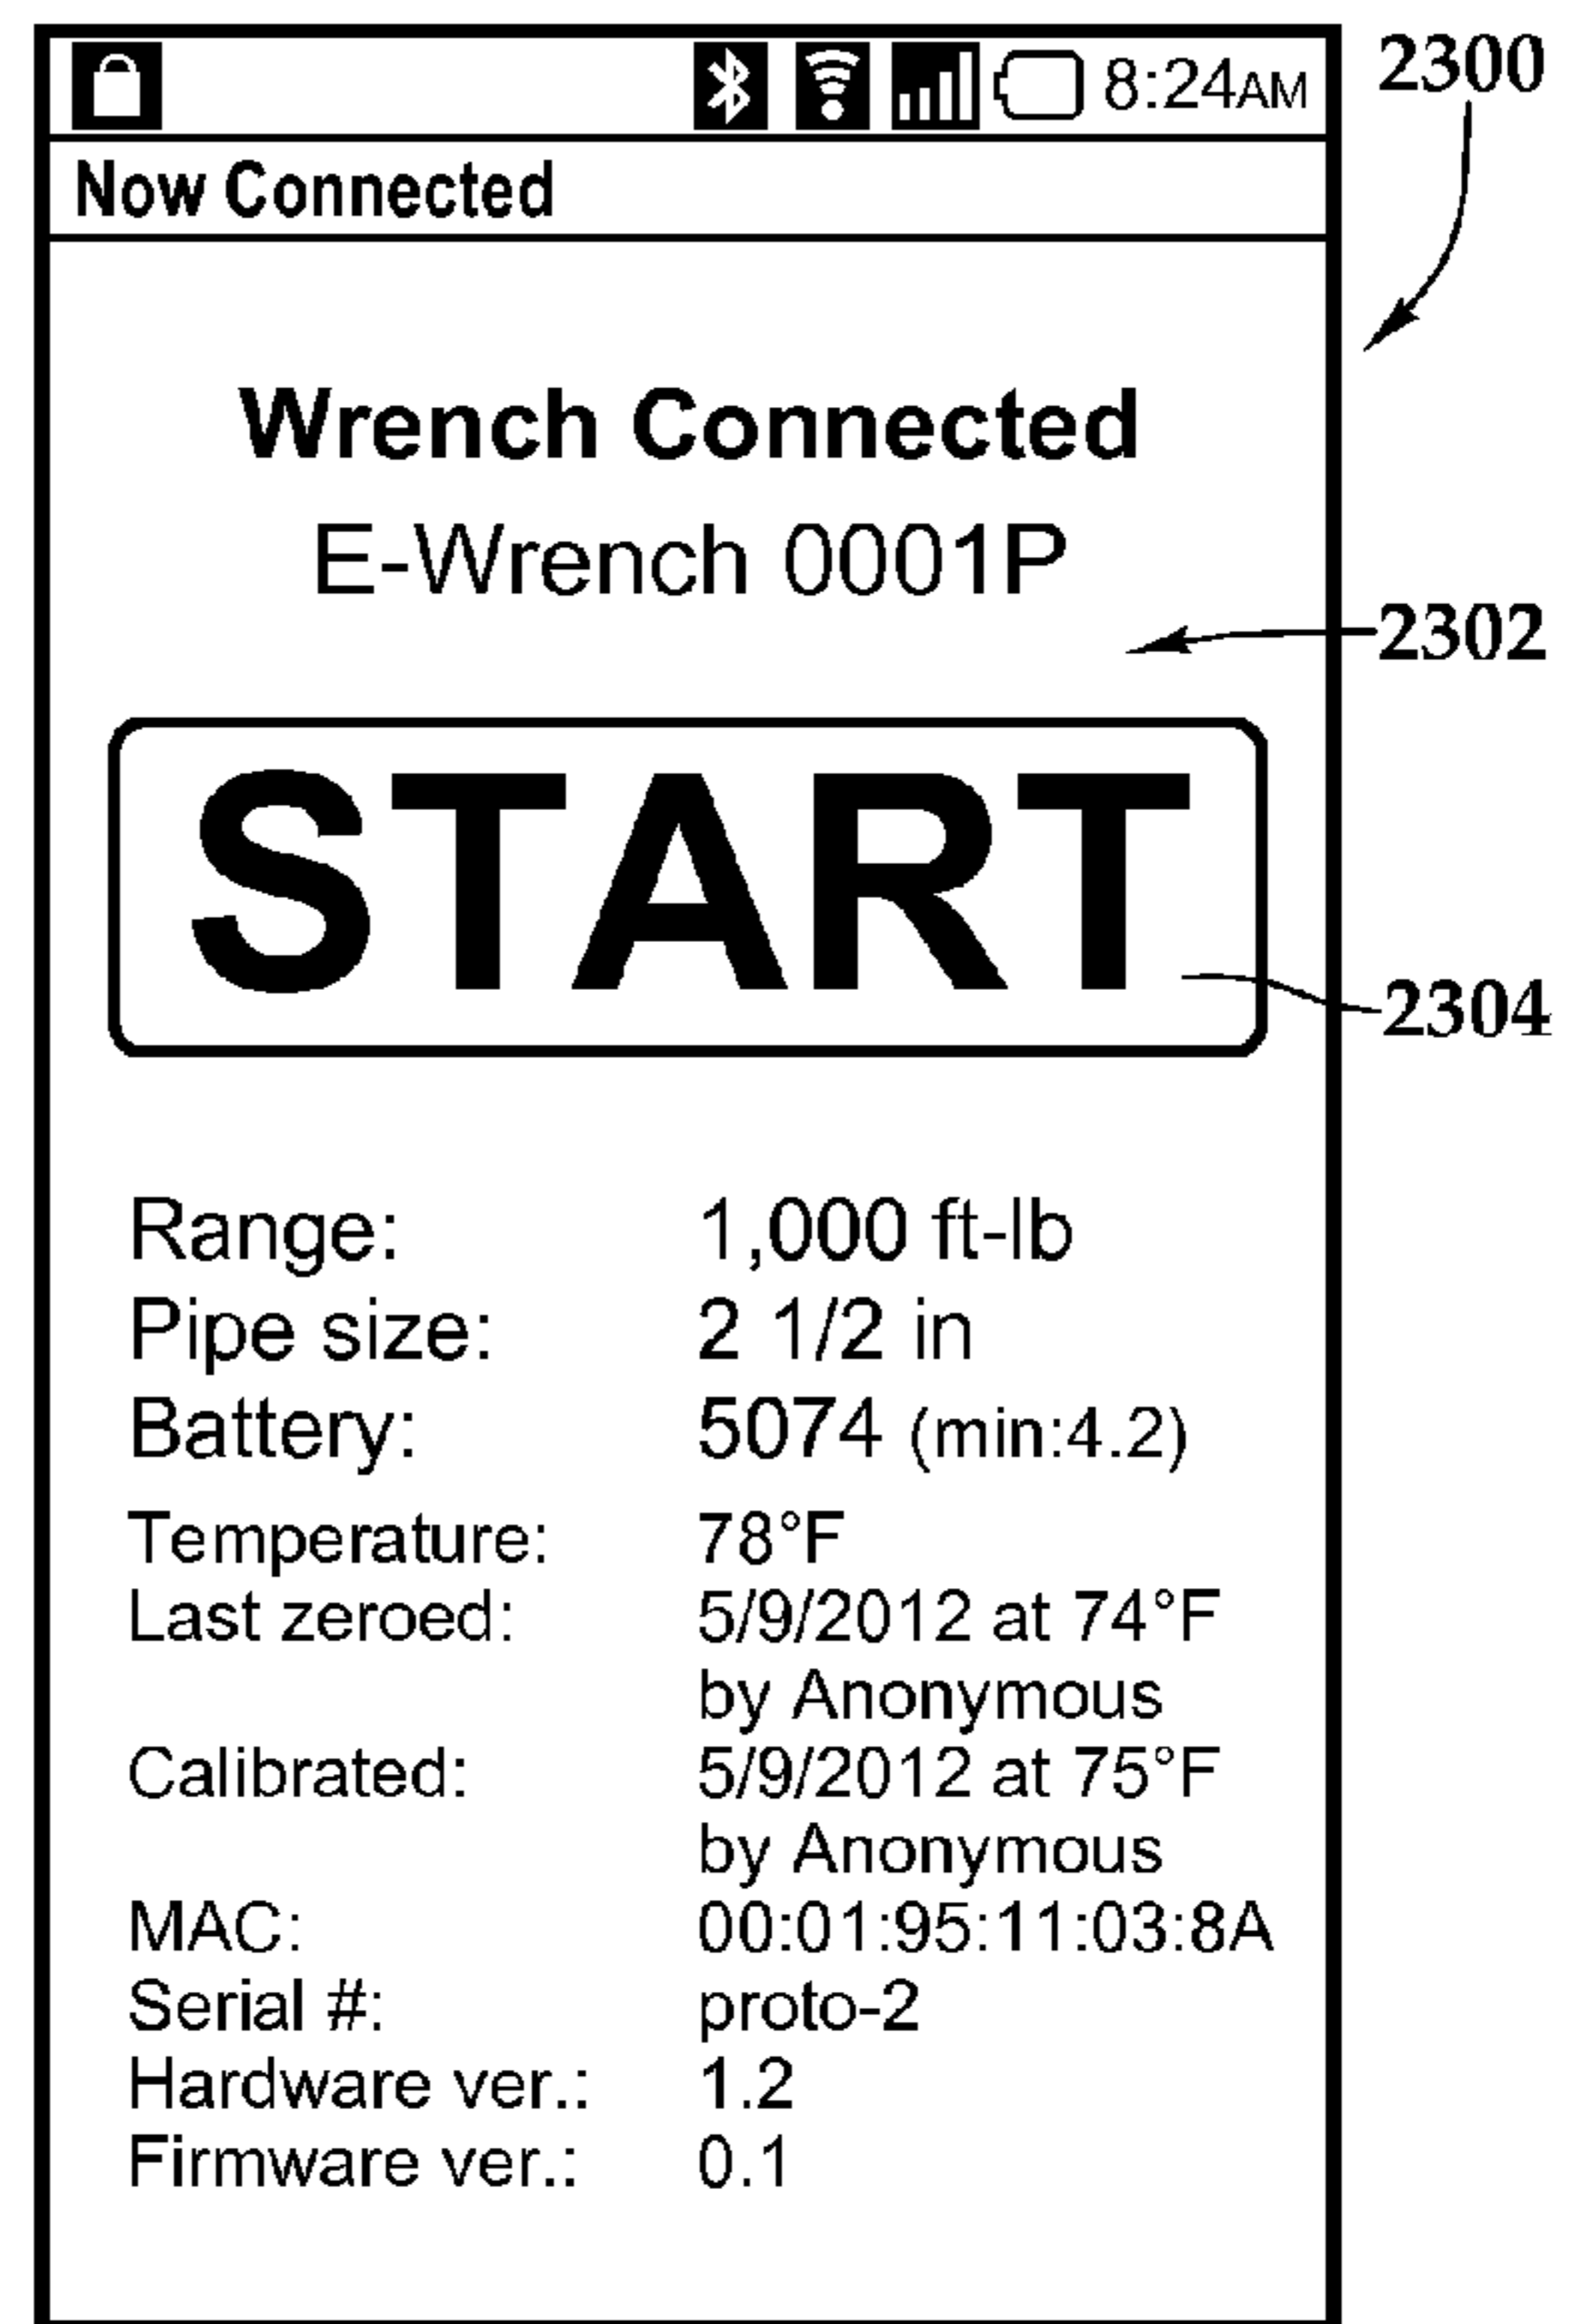 8:24AM
2300
Now Connected
Wrench Connected
E-Wrench 0001P
2302
START
2304
Range: 1,000 ft-lb
Pipe size: 2 1/2 in
Battery: 5074 (min:4.2)
Temperature: 78°F
Last zeroed: 5/9/2012 at 74°F
by Anonymous
Calibrated: 5/9/2012 at 75°F
by Anonymous
MAC: 00:01:95:11:03:8A
Serial #: proto-2
Hardware ver.: 1.2
Firmware ver.: 0.1